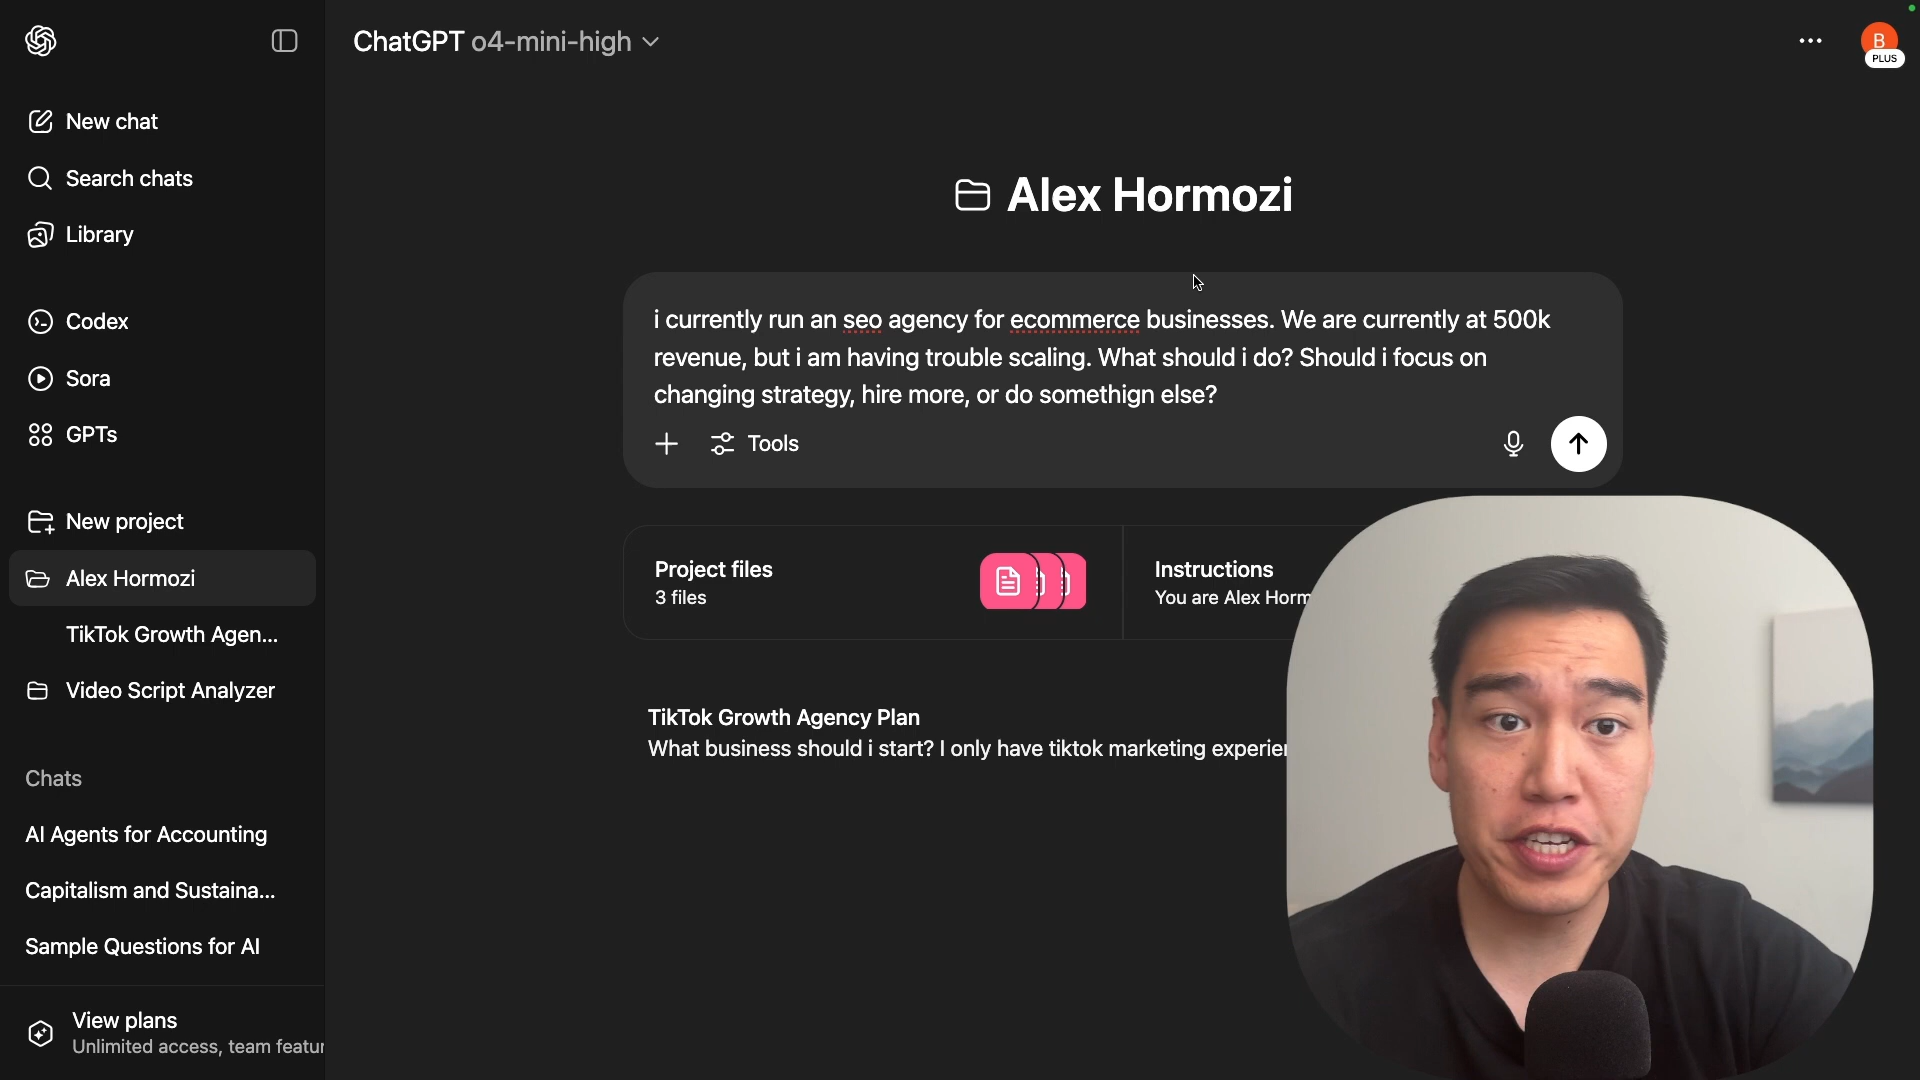 ChatGPT o4-mini-high
B
PLUS
New chat
Search chats
Library
Codex
Sora
GPTs
New project
Alex Hormozi
TikTok Growth Agen...
Video Script Analyzer
Chats
AI Agents for Accounting
Capitalism and Sustaina...
Sample Questions for AI
View plans
Unlimited access, team featur
Alex Hormozi
i currently run an seo agency for ecommerce businesses. We are currently at 500k
revenue, but i am having trouble scaling. What should i do? Should i focus on
changing strategy, hire more, or do somethign else?
Tools
Project files
3 files
Instructions
You are Alex Horm
TikTok Growth Agency Plan
What business should i start? I only have tiktok marketing experien